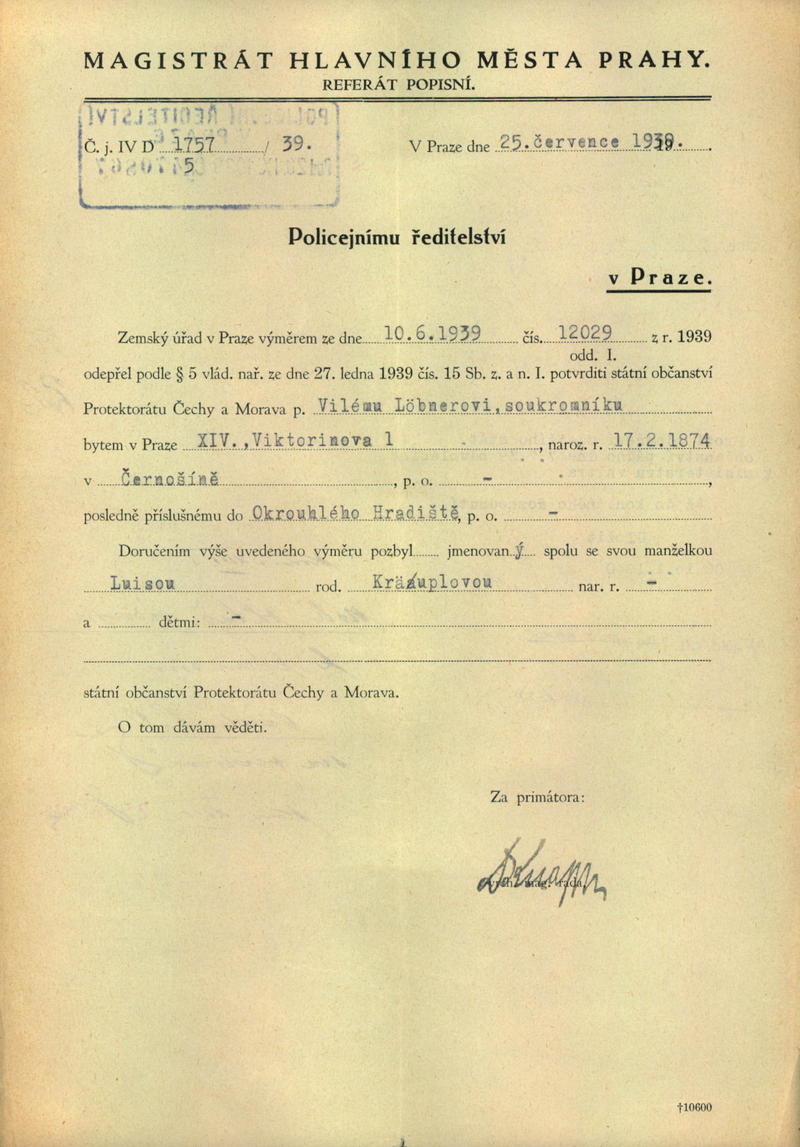 MAGISTRÁT HLAVNÍHO MĚSTA PRAHY.
REFERÁT POPISNÍ.
Č. j. IV D 1757 / 39.
V Praze dne 25. července 1939.
5
Policejnímu ředitelství
v Praze.
Zemský úřad v Praze výměrem ze dne 10.6.1939 čís. 12029 z r. 1939
odd. I.
odepřel podle § 5 vlád. nař. ze dne 27. ledna 1939 čís. 15 Sb. z. a n. I. potvrditi státní občanství
Protektorátu Čechy a Morava p. Vilému Löbnerovi, soukromníku
bytem v Praze XIV., Viktorinova 1 -, naroz. r. 17.2.1874
v Černošíně, p. o. -,
posledně příslušnému do Okrouhlého Hradiště, p. o. -
Doručením výše uvedeného výměru pozbyl jmenovaný spolu se svou manželkou
Luisou rod. nar. r. -
a dětmi: -
státní občanství Protektorátu Čechy a Morava.
O tom dávám věděti.
Za primátora:
†10600